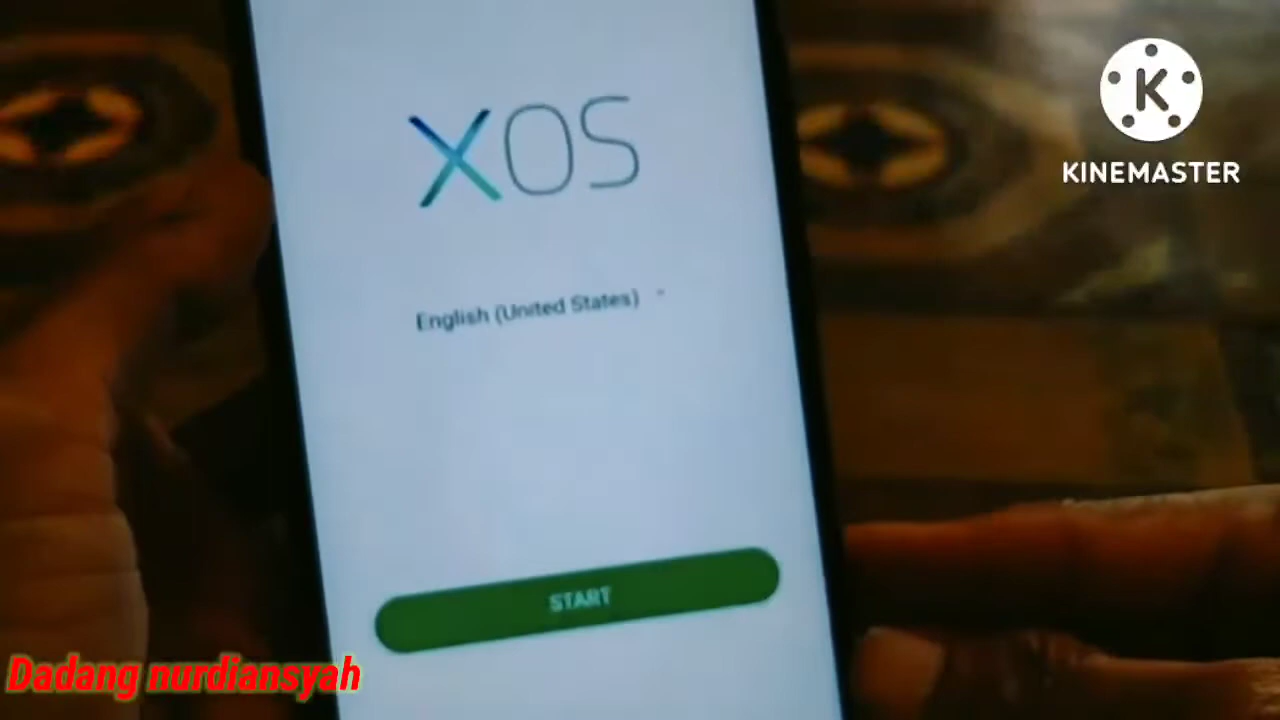 XOS
English (United States)
START
K
KINEMASTER
Dadang nurdiansyah